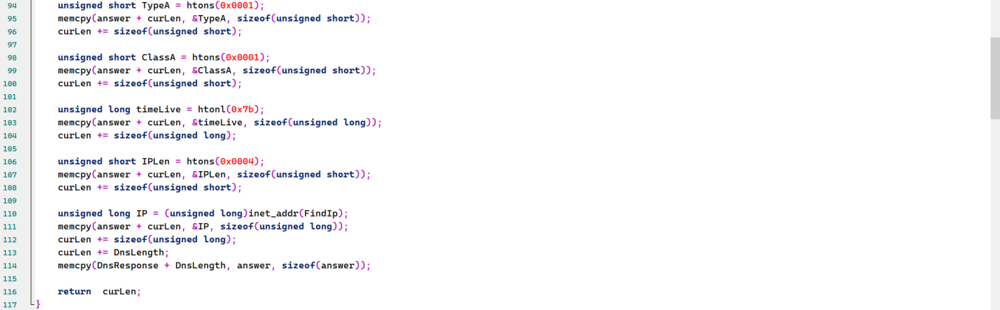 94 unsigned short TypeA = htons(0x0001);
95 memcpy(answer + curLen, &TypeA, sizeof(unsigned short));
96 curLen += sizeof(unsigned short);
97
98 unsigned short ClassA = htons(0x0001);
99 memcpy(answer + curLen, &ClassA, sizeof(unsigned short));
100 curLen += sizeof(unsigned short);
101
102 unsigned long timeLive = htonl(0x7b);
103 memcpy(answer + curLen, &timeLive, sizeof(unsigned long));
104 curLen += sizeof(unsigned long);
105
106 unsigned short IPLen = htons(0x0004);
107 memcpy(answer + curLen, &IPLen, sizeof(unsigned short));
108 curLen += sizeof(unsigned short);
109
110 unsigned long IP = (unsigned long)inet_addr(FindIp);
111 memcpy(answer + curLen, &IP, sizeof(unsigned long));
112 curLen += sizeof(unsigned long);
113 curLen += DnsLength;
114 memcpy(DnsResponse + DnsLength, answer, sizeof(answer));
115
116 return  curLen;
117 }